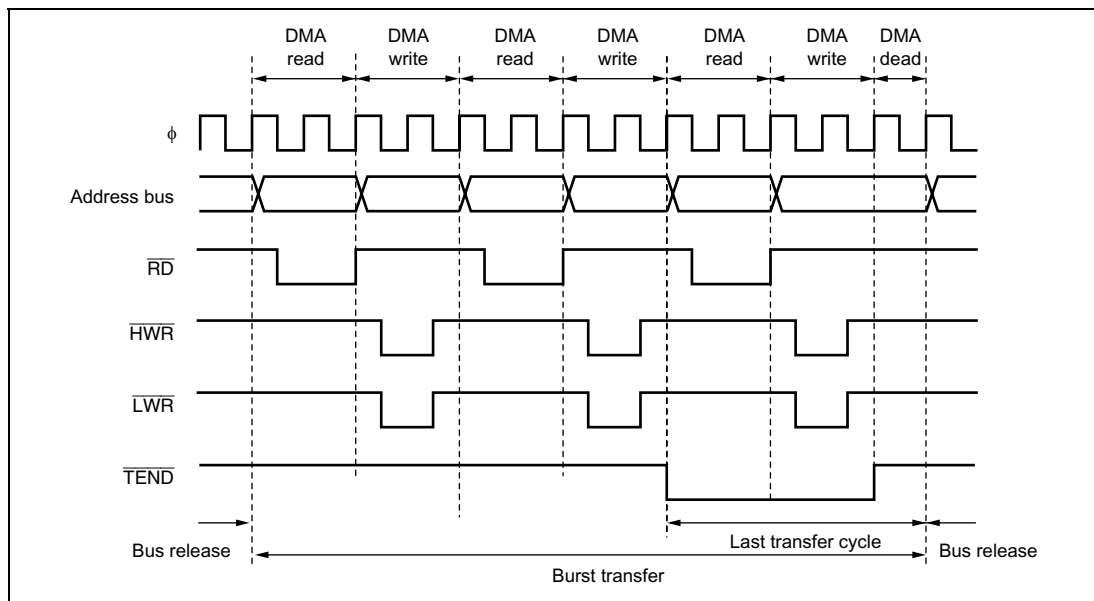 DMA read DMA write DMA read DMA write DMA read DMA write DMA dead
φ
Address bus
RD
HWR
LWR
TEND
Bus release Last transfer cycle Bus release
Burst transfer